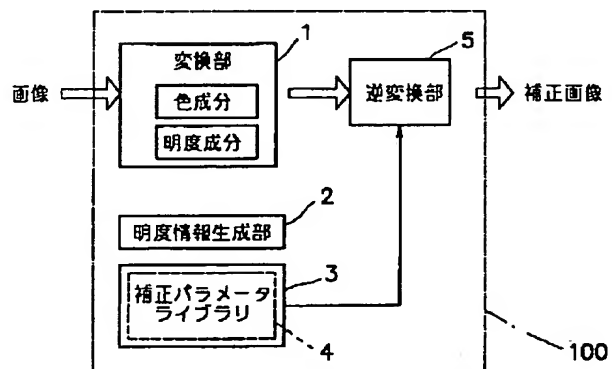 1
5
変換部
画像
色成分
明度成分
逆変換部
補正画像
2
明度情報生成部
3
補正パラメータ
ライブラリ
4
100